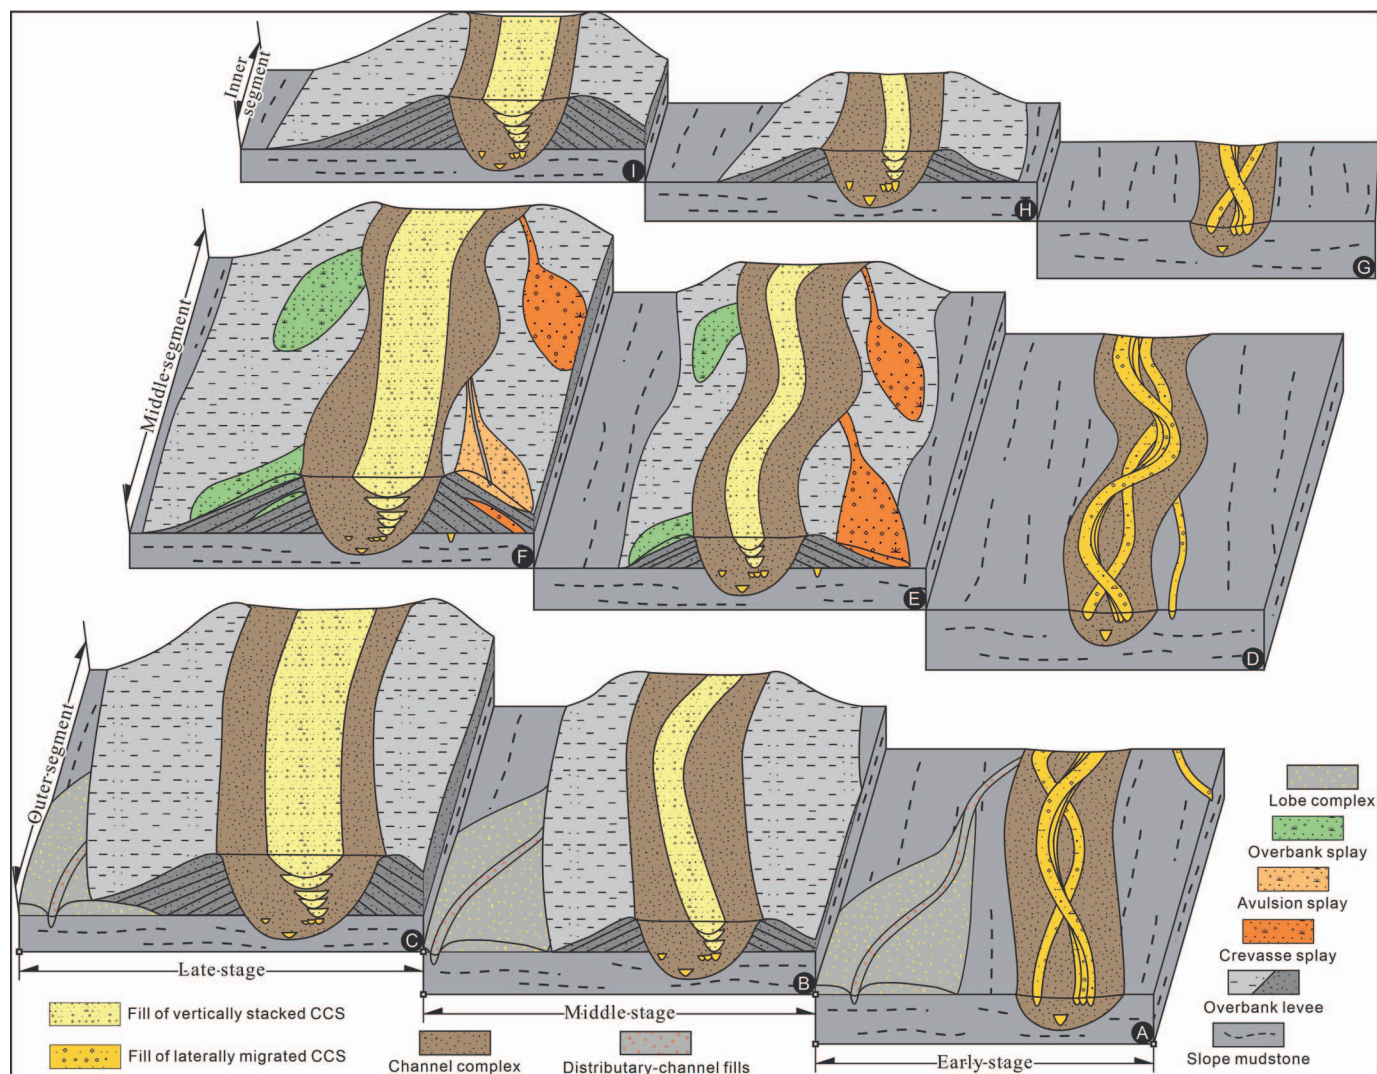 Inner
segment
I
H
G
Middle segment
F
E
D
Outer segment
C
B
A
Late stage
Middle stage
Early stage
Lobe complex
Overbank splay
Avulsion splay
Crevasse splay
Overbank levee
Slope mudstone
Fill of vertically stacked CCS
Fill of laterally migrated CCS
Channel complex
Distributary-channel fills